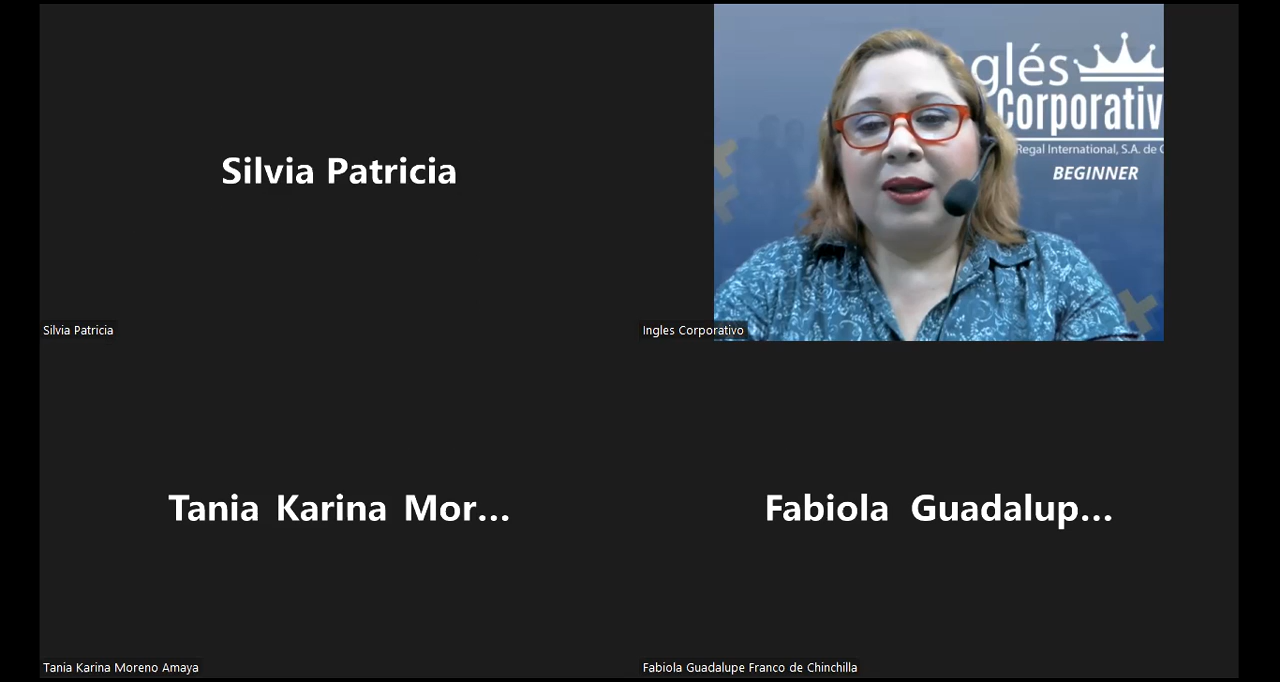 Silvia Patricia
Silvia Patricia
glés
Corporativ
Regal International, S.A. de C
BEGINNER
Ingles Corporativo
Tania Karina Mor...
Fabiola Guadalup...
Tania Karina Moreno Amaya
Fabiola Guadalupe Franco de Chinchilla